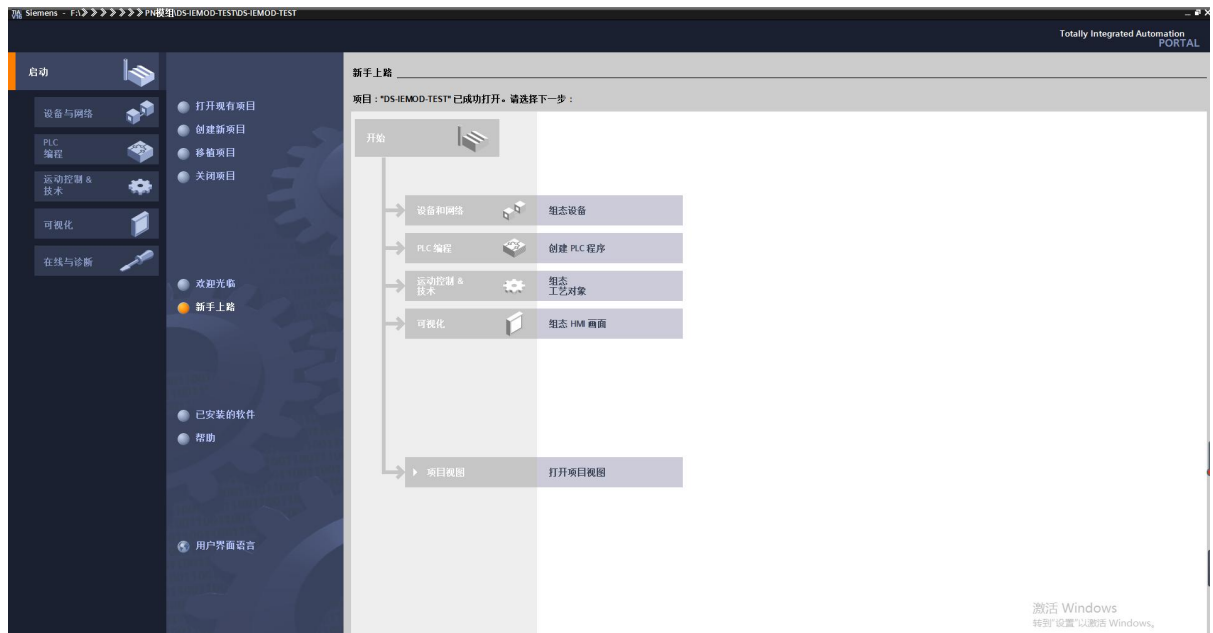 Siemens - F:\》》》》》》》PN模组\DS-IEMOD-TEST\DS-IEMOD-TEST
Totally Integrated Automation
PORTAL
启动
设备与网络
PLC
编程
运动控制 &
技术
可视化
在线与诊断
打开现有项目
创建新项目
移植项目
关闭项目
欢迎光临
新手上路
已安装的软件
帮助
用户界面语言
新手上路
项目："DS-IEMOD-TEST" 已成功打开。请选择下一步：
开始
设备和网络
组态设备
PLC 编程
创建 PLC 程序
运动控制 &
技术
组态
工艺对象
可视化
组态 HMI 画面
项目视图
打开项目视图
激活 Windows
转到"设置"以激活 Windows。